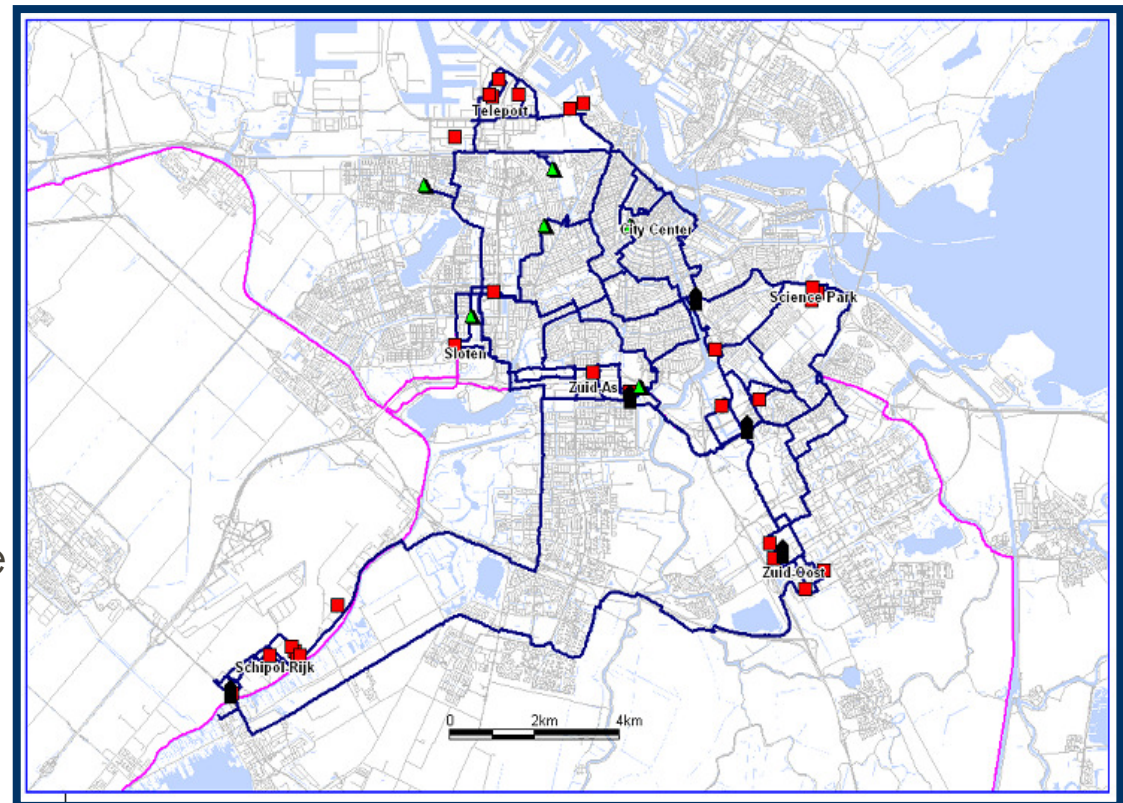 Teleport
City Center
Science Park
Sloten
Zuid-As
e
Zuid-Oost
Schipol-Rijk
0 2km 4km